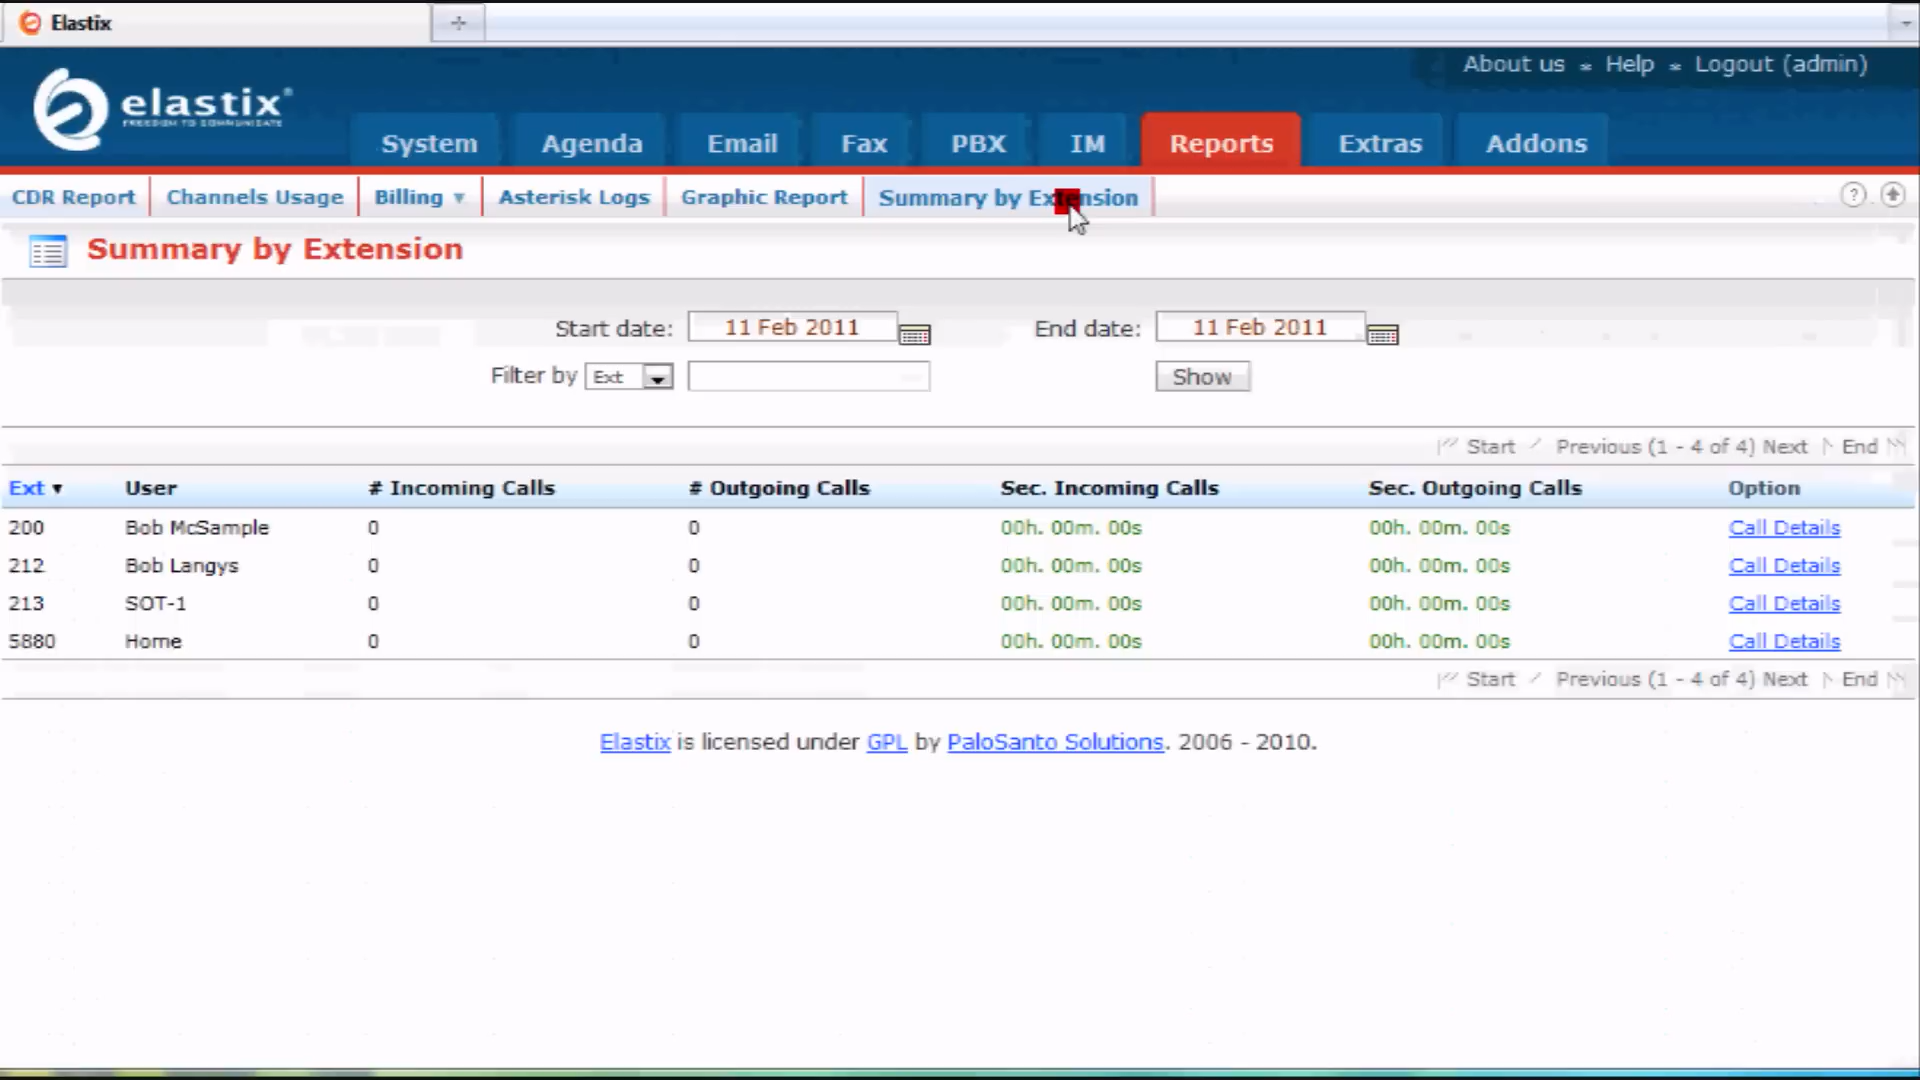 Elastix
About us Help Logout (admin)
elastix
FREEDOM TO COMMUNICATE
System Agenda Email Fax PBX IM Reports Extras Addons
CDR Report Channels Usage Billing Asterisk Logs Graphic Report Summary by Extension
Summary by Extension
Start date: 11 Feb 2011 End date: 11 Feb 2011
Filter by Ext Show
Start Previous (1 - 4 of 4) Next End
Ext User # Incoming Calls # Outgoing Calls Sec. Incoming Calls Sec. Outgoing Calls Option
200 Bob McSample 0 0 00h. 00m. 00s 00h. 00m. 00s Call Details
212 Bob Langys 0 0 00h. 00m. 00s 00h. 00m. 00s Call Details
213 SOT-1 0 0 00h. 00m. 00s 00h. 00m. 00s Call Details
5880 Home 0 0 00h. 00m. 00s 00h. 00m. 00s Call Details
Start Previous (1 - 4 of 4) Next End
Elastix is licensed under GPL by PaloSanto Solutions. 2006 - 2010.